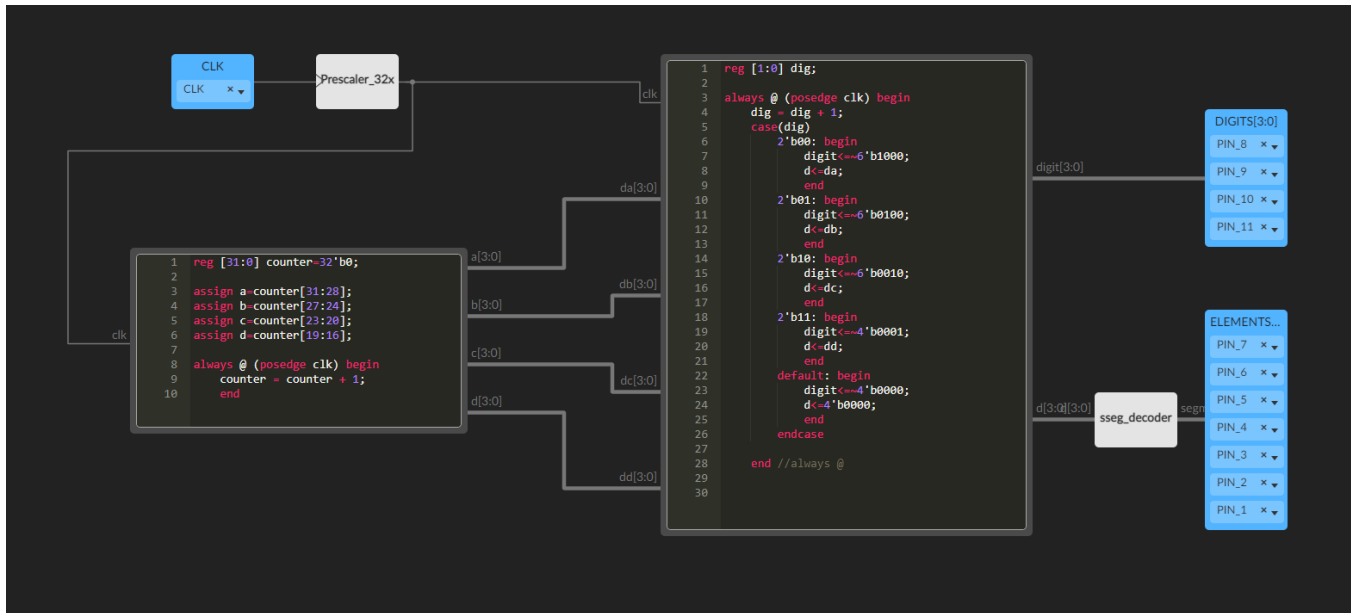 CLK
CLK × ▾
Prescaler_32x
clk
1 reg [1:0] dig;
2
3 always @ (posedge clk) begin
4 dig = dig + 1;
5 case(dig)
6 2'b00: begin
7 digit<=~6'b1000;
8 d<=da;
9 end
10 2'b01: begin
11 digit<=~6'b0100;
12 d<=db;
13 end
14 2'b10: begin
15 digit<=~6'b0010;
16 d<=dc;
17 end
18 2'b11: begin
19 digit<=~4'b0001;
20 d<=dd;
21 end
22 default: begin
23 digit<=~4'b0000;
24 d<=4'b0000;
25 end
26 endcase
27
28 end //always @
29
30
da[3:0]
db[3:0]
dc[3:0]
dd[3:0]
digit[3:0]
d[3:0]
d[3:0]
clk
1 reg [31:0] counter=32'b0;
2
3 assign a=counter[31:28];
4 assign b=counter[27:24];
5 assign c=counter[23:20];
6 assign d=counter[19:16];
7
8 always @ (posedge clk) begin
9 counter = counter + 1;
10 end
a[3:0]
b[3:0]
c[3:0]
d[3:0]
DIGITS[3:0]
PIN_8 × ▾
PIN_9 × ▾
PIN_10 × ▾
PIN_11 × ▾
sseg_decoder
segm
ELEMENTS...
PIN_7 × ▾
PIN_6 × ▾
PIN_5 × ▾
PIN_4 × ▾
PIN_3 × ▾
PIN_2 × ▾
PIN_1 × ▾